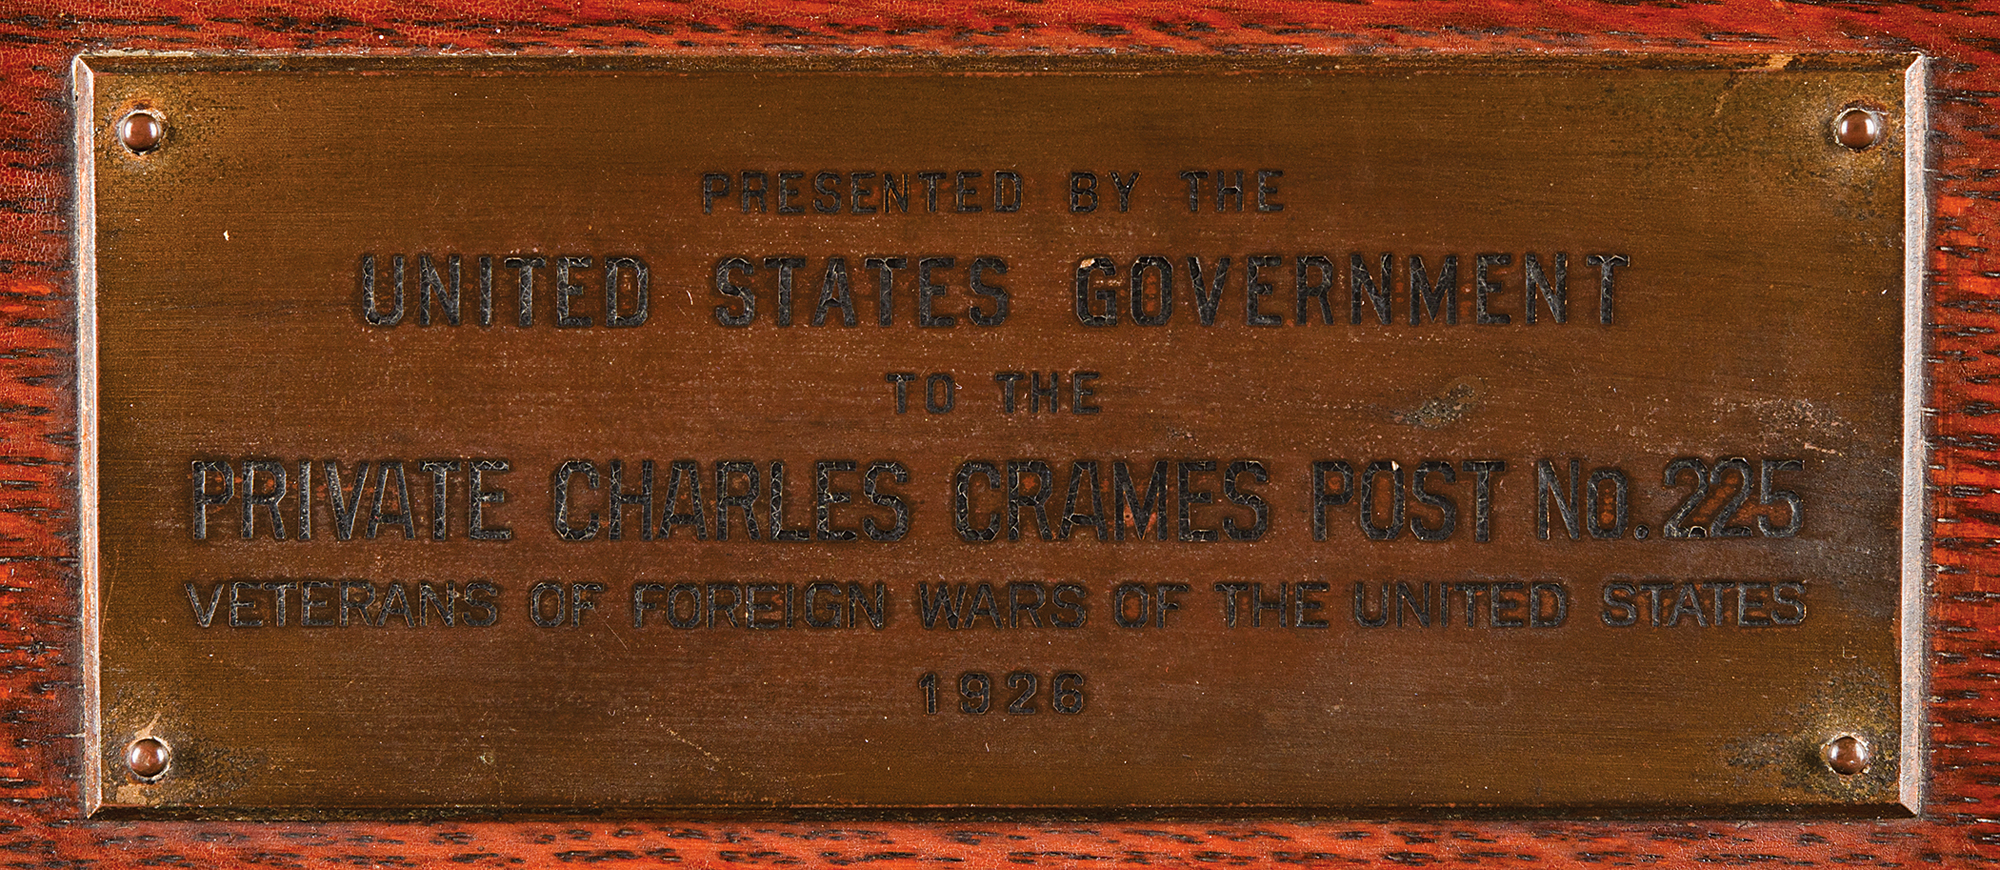 PRESENTED BY THE
UNITED STATES GOVERNMENT
TO THE
PRIVATE CHARLES CRAMES POST No. 225
VETERANS OF FOREIGN WARS OF THE UNITED STATES
1926